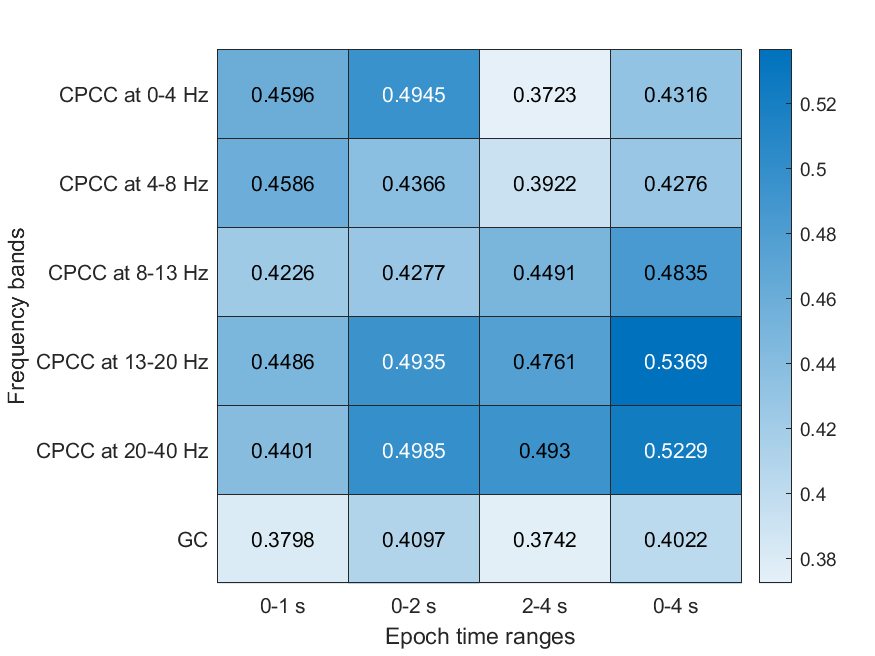 CPCC at 0-4 Hz 0.4596 0.4945 0.3723 0.4316
CPCC at 4-8 Hz 0.4586 0.4366 0.3922 0.4276
CPCC at 8-13 Hz 0.4226 0.4277 0.4491 0.4835
CPCC at 13-20 Hz 0.4486 0.4935 0.4761 0.5369
CPCC at 20-40 Hz 0.4401 0.4985 0.493 0.5229
GC 0.3798 0.4097 0.3742 0.4022
0-1 s 0-2 s 2-4 s 0-4 s
Epoch time ranges
Frequency bands
0.52
0.5
0.48
0.46
0.44
0.42
0.4
0.38